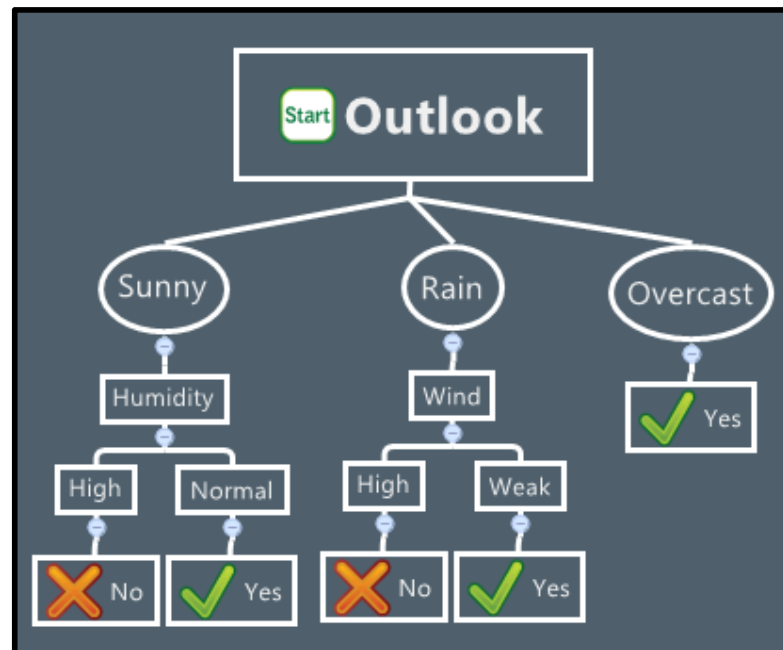 Start Outlook
Sunny Rain Overcast
Humidity Wind Yes
High Normal High Weak
No Yes No Yes